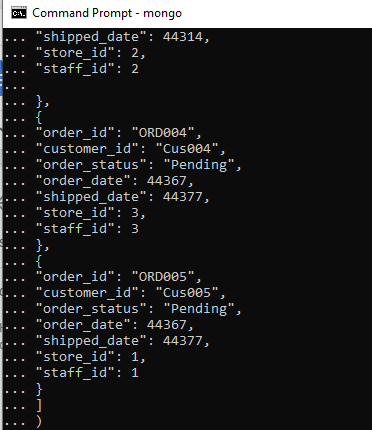 Command Prompt - mongo
... "shipped_date": 44314,
... "store_id": 2,
... "staff_id": 2
...
... },
... {
... "order_id": "ORD004",
... "customer_id": "Cus004",
... "order_status": "Pending",
... "order_date": 44367,
... "shipped_date": 44377,
... "store_id": 3,
... "staff_id": 3
... },
... {
... "order_id": "ORD005",
... "customer_id": "Cus005",
... "order_status": "Pending",
... "order_date": 44367,
... "shipped_date": 44377,
... "store_id": 1,
... "staff_id": 1
... }
... ]
... )